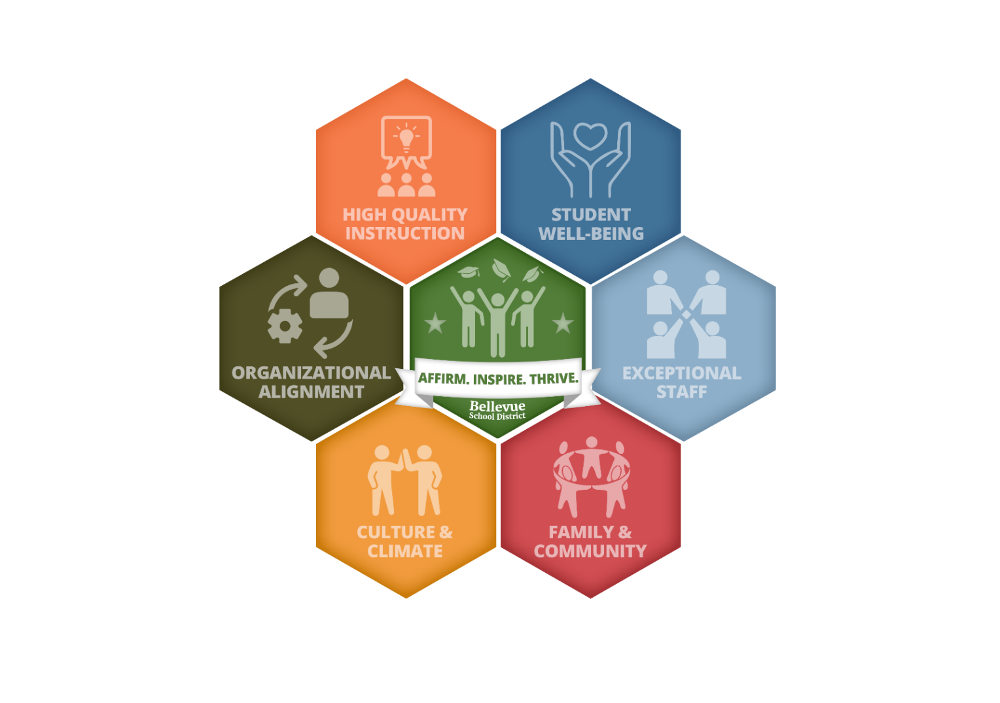 HIGH QUALITY
INSTRUCTION
STUDENT
WELL-BEING
ORGANIZATIONAL
ALIGNMENT
AFFIRM. INSPIRE. THRIVE.
Bellevue
School District
EXCEPTIONAL
STAFF
CULTURE &
CLIMATE
FAMILY &
COMMUNITY